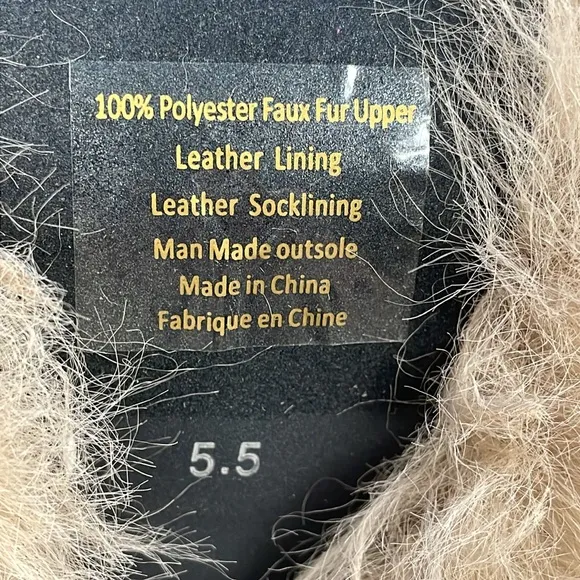 100% Polyester Faux Fur Upper
Leather Lining
Leather Socklining
Man Made outsole
Made in China
Fabrique en Chine
5.5